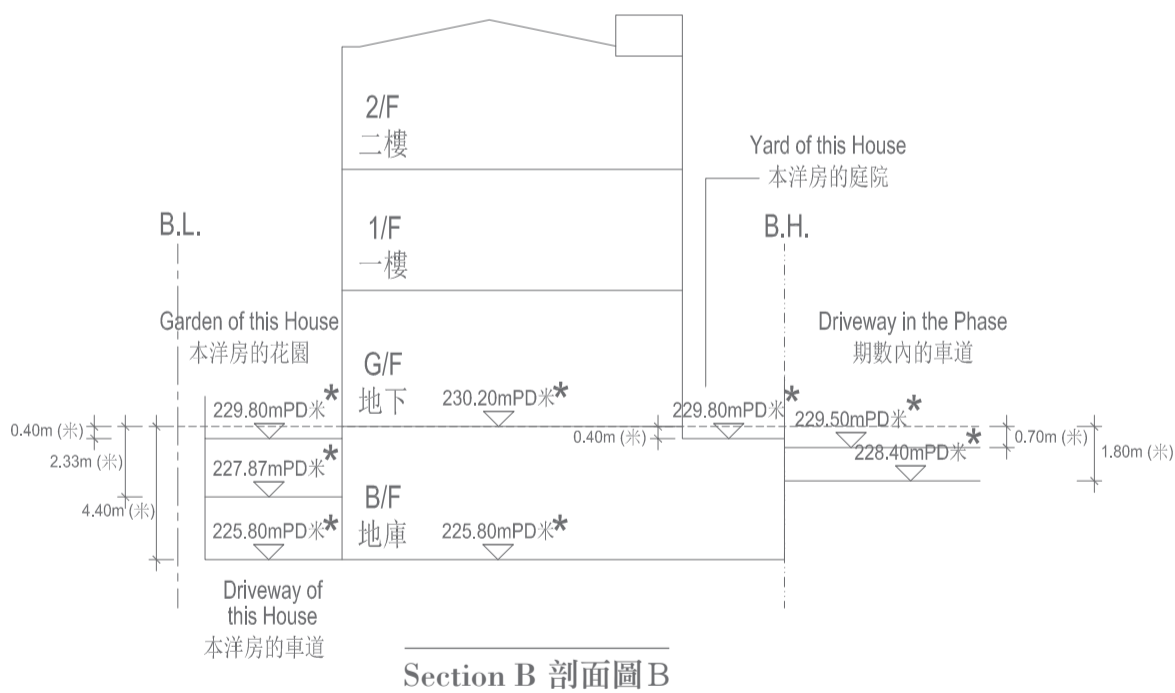 2/F
二樓
Yard of this House
本洋房的庭院
B.L.
1/F
一樓
B.H.
Garden of this House
本洋房的花園
Driveway in the Phase
期數內的車道
G/F
地下
229.80mPD米*
230.20mPD米*
229.80mPD米*
229.50mPD米*
0.40m (米)
0.40m (米)
0.70m (米)
2.33m (米)
227.87mPD米*
228.40mPD米*
1.80m (米)
4.40m (米)
B/F
地庫
225.80mPD米*
225.80mPD米*
Driveway of
this House
本洋房的車道
Section B 剖面圖B